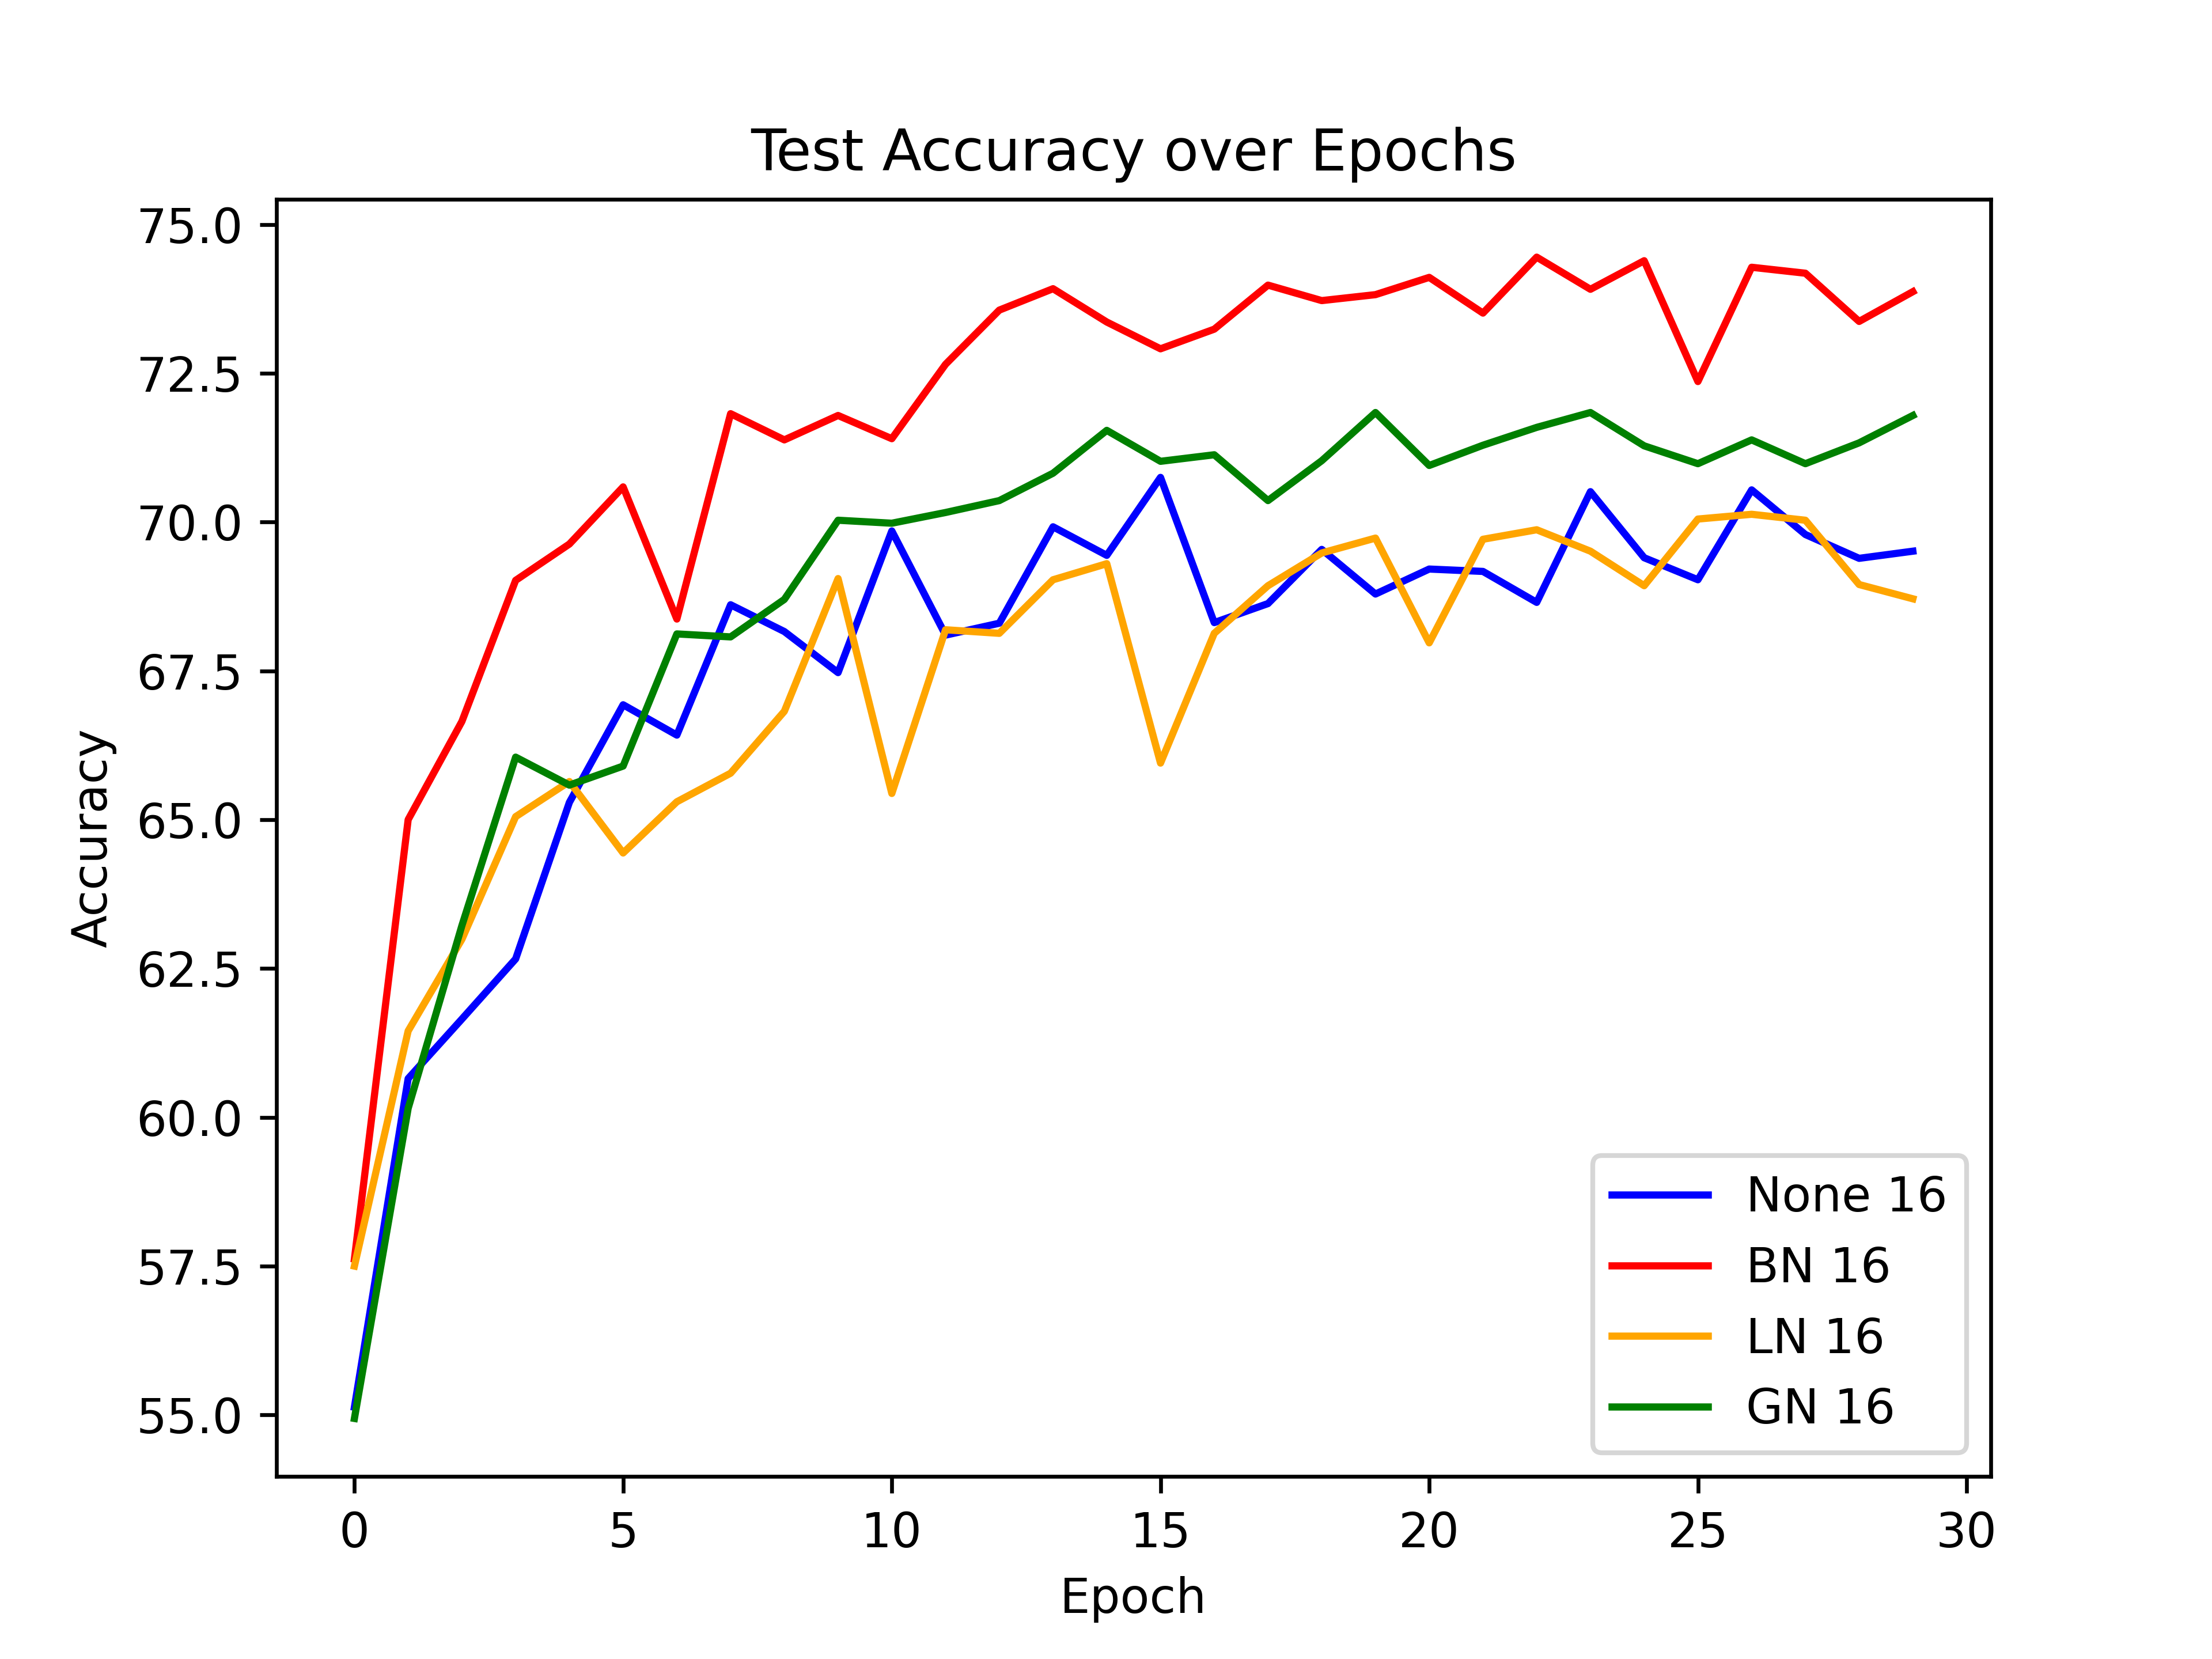 Test Accuracy over Epochs
75.0
72.5
70.0
67.5
65.0
62.5
60.0
57.5
55.0
Accuracy
None 16
BN 16
LN 16
GN 16
0 5 10 15 20 25 30
Epoch